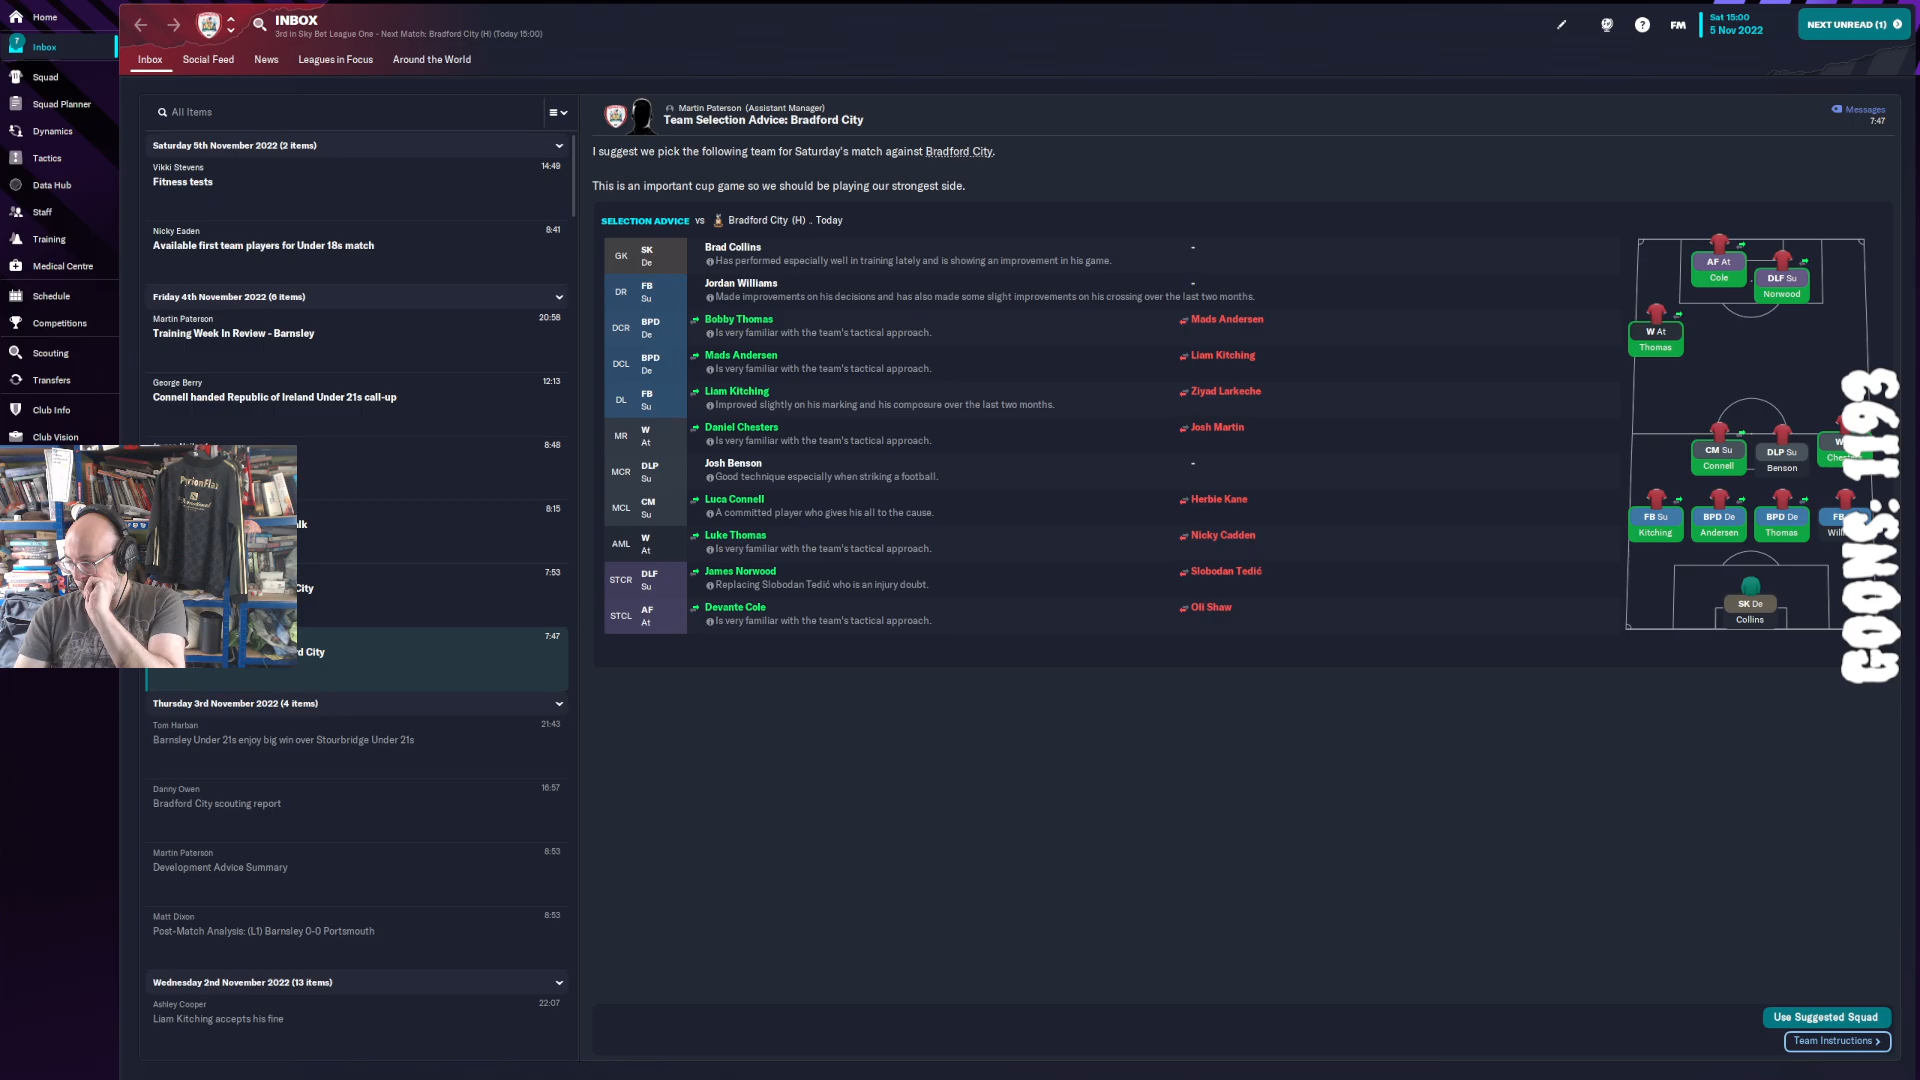 Home
Inbox
7
Squad
Squad Planner
Dynamics
Tactics
Data Hub
Staff
Training
Medical Centre
Schedule
Competitions
Scouting
Transfers
Club Info
Club Vision
INBOX
3rd in Sky Bet League One - Next Match: Bradford City (H) (Today 15:00)
FM
Sat 15:00
5 Nov 2022
NEXT UNREAD (1)
Inbox
Social Feed
News
Leagues in Focus
Around the World
All Items
Saturday 5th November 2022 (2 items)
Vikki Stevens
14:49
Fitness tests
Nicky Eaden
8:41
Available first team players for Under 18s match
Friday 4th November 2022 (6 items)
Martin Paterson
20:58
Training Week In Review - Barnsley
George Berry
12:13
Connell handed Republic of Ireland Under 21s call-up
8:48
8:15
7:53
City
7:47
City
Thursday 3rd November 2022 (4 items)
Tom Harban
21:43
Barnsley Under 21s enjoy big win over Stourbridge Under 21s
Danny Owen
16:57
Bradford City scouting report
Martin Paterson
8:53
Development Advice Summary
Matt Dixon
8:53
Post-Match Analysis: (L1) Barnsley 0-0 Portsmouth
Wednesday 2nd November 2022 (13 items)
Ashley Cooper
22:07
Liam Kitching accepts his fine
Martin Paterson (Assistant Manager)
Team Selection Advice: Bradford City
Messages
7:47
I suggest we pick the following team for Saturday's match against Bradford City.
This is an important cup game so we should be playing our strongest side.
SELECTION ADVICE vs Bradford City (H) .. Today
GK SK De Brad Collins -
Has performed especially well in training lately and is showing an improvement in his game.
DR FB Su Jordan Williams -
Made improvements on his decisions and has also made some slight improvements on his crossing over the last two months.
DCR BPD De Bobby Thomas Mads Andersen
Is very familiar with the team's tactical approach.
DCL BPD De Mads Andersen Liam Kitching
Is very familiar with the team's tactical approach.
DL FB Su Liam Kitching Ziyad Larkeche
Improved slightly on his marking and his composure over the last two months.
MR W At Daniel Chesters Josh Martin
Is very familiar with the team's tactical approach.
MCR DLP Su Josh Benson -
Good technique especially when striking a football.
MCL CM Su Luca Connell Herbie Kane
A committed player who gives his all to the cause.
AML W At Luke Thomas Nicky Cadden
Is very familiar with the team's tactical approach.
STCR DLF Su James Norwood Slobodan Tedić
Replacing Slobodan Tedić who is an injury doubt.
STCL AF At Devante Cole Oli Shaw
Is very familiar with the team's tactical approach.
AF At
Cole
DLF Su
Norwood
W At
Thomas
CM Su
Connell
DLP Su
Benson
W
FB Su
Kitching
BPD De
Andersen
BPD De
Thomas
FB
SK De
Collins
GOONS: 1193
Use Suggested Squad
Team Instructions